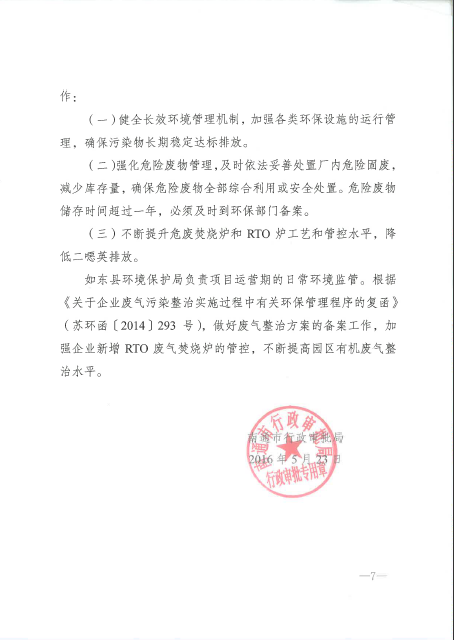 作：
（一）健全长效环境管理机制，加强各类环保设施的运行管
理，确保污染物长期稳定达标排放。
（二）强化危险废物管理，及时依法妥善处置厂内危险固废，
减少库存量，确保危险废物全部综合利用或安全处置。危险废物
储存时间超过一年，必须及时到环保部门备案。
（三）不断提升危废焚烧炉和 RTO 炉工艺和管控水平，降
低二噁英排放。
如东县环境保护局负责项目运营期的日常环境监管。根据
《关于企业废气污染整治实施过程中有关环保管理程序的复函》
（苏环函〔2014〕293 号），做好废气整治方案的备案工作，加
强企业新增 RTO 废气焚烧炉的管控，不断提高园区有机废气整
治水平。
南通市行政审批局
2016 年 5 月 23 日
南通市行政审批局
行政审批专用章
—7—